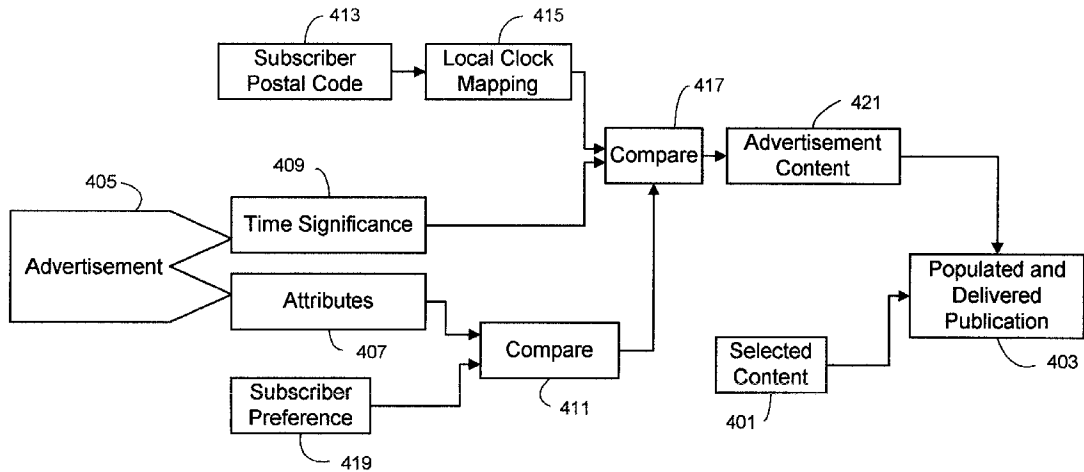 413
415
Subscriber
Postal Code
Local Clock
Mapping
417
421
Compare
Advertisement
Content
405
409
Time Significance
Advertisement
Attributes
407
Populated and
Delivered
Publication
403
Compare
411
Selected
Content
401
Subscriber
Preference
419